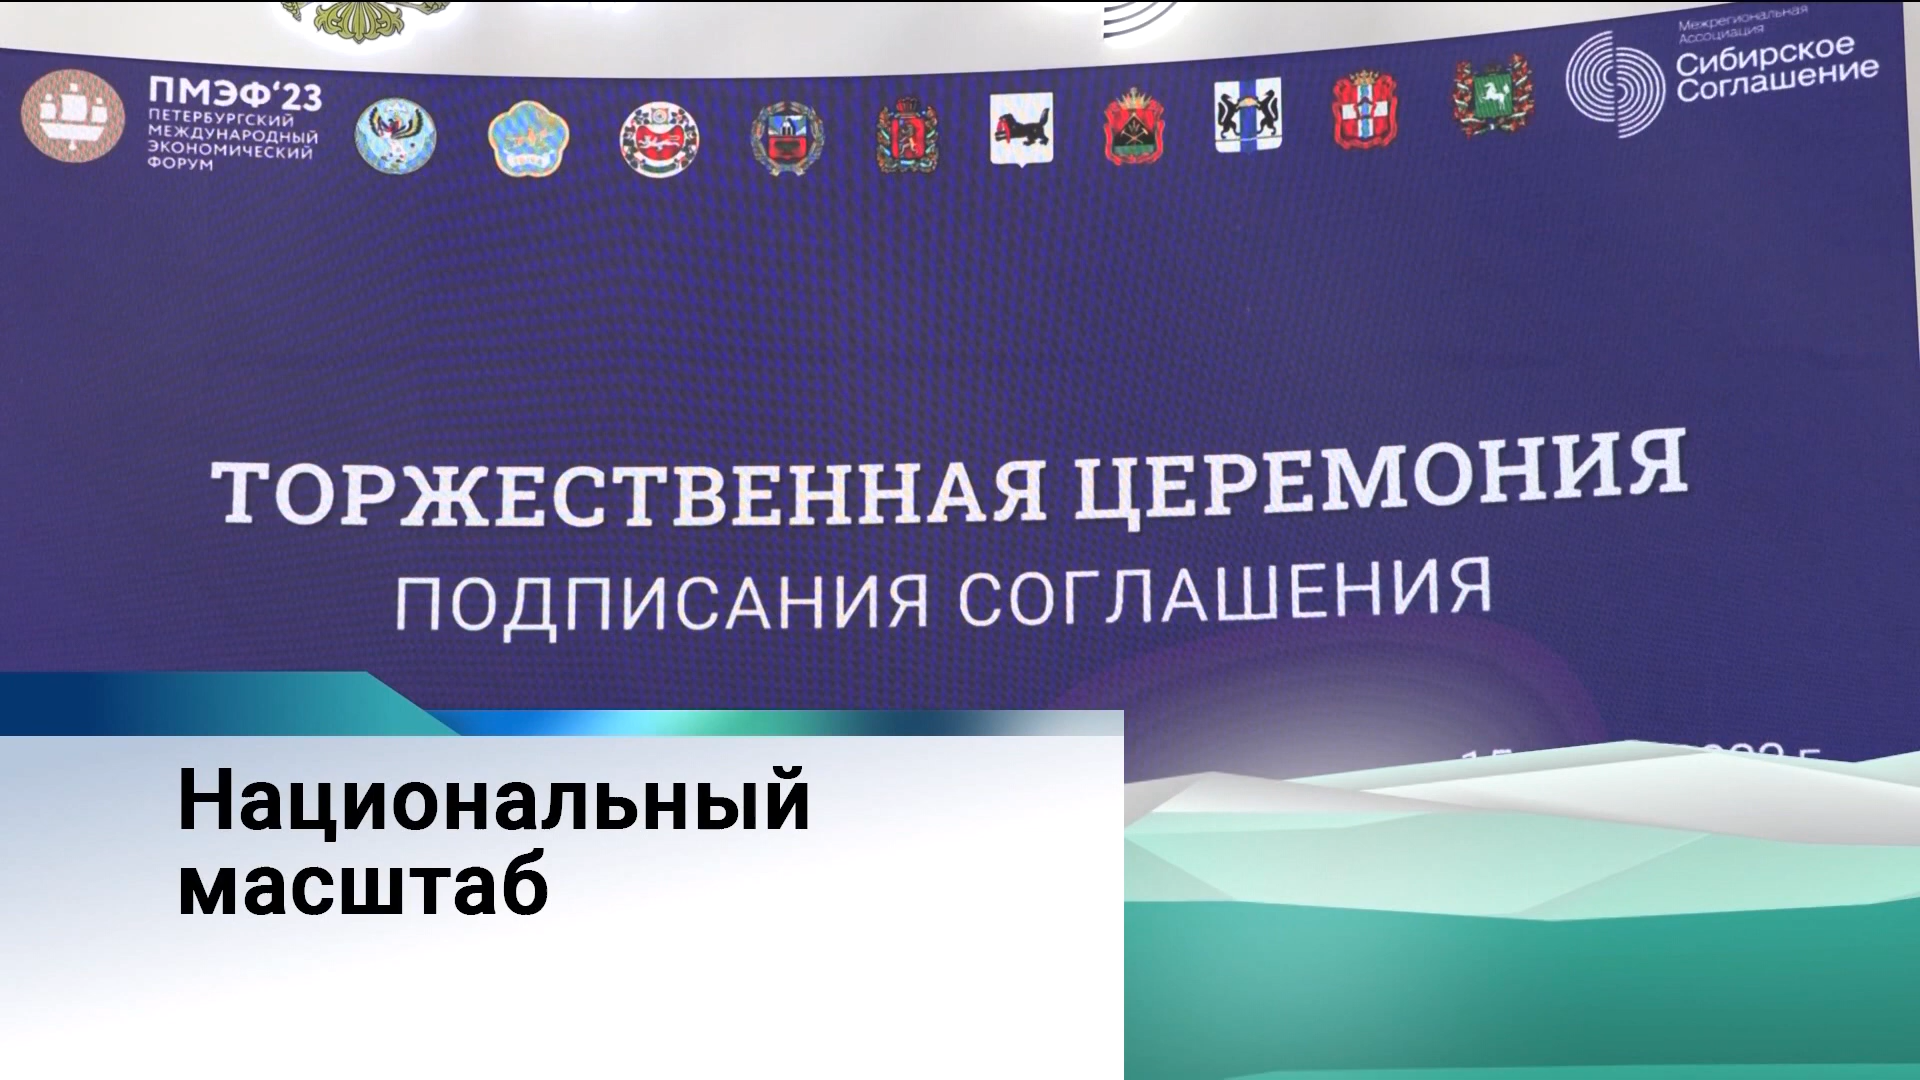 ПМЭФ‘23
ПЕТЕРБУРГСКИЙ
МЕЖДУНАРОДНЫЙ
ЭКОНОМИЧЕСКИЙ
ФОРУМ
Межрегиональная
Ассоциация
Сибирское
Соглашение
ТОРЖЕСТВЕННАЯ ЦЕРЕМОНИЯ
ПОДПИСАНИЯ СОГЛАШЕНИЯ
Национальный
масштаб